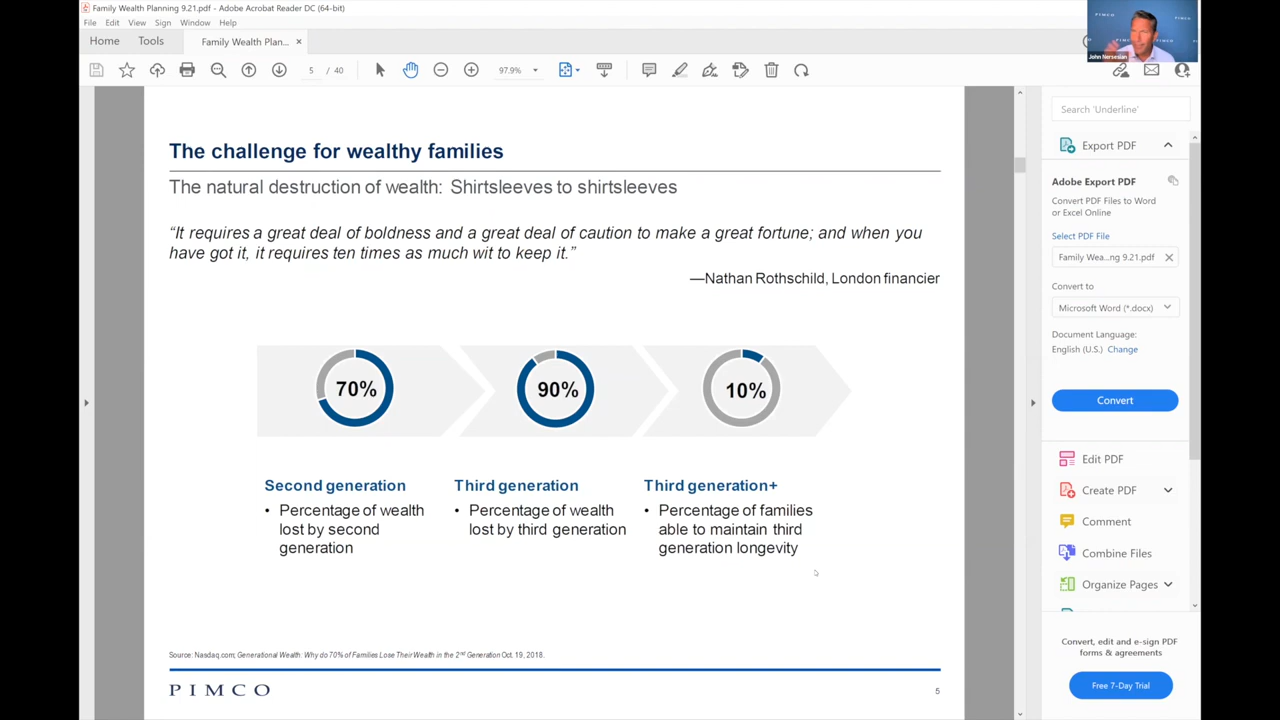 Family Wealth Planning 9.21.pdf - Adobe Acrobat Reader DC (64-bit)
File Edit View Sign Window Help
Home Tools Family Wealth Plan... ×
5 / 40 97.9%
PIMCO PIMCO
John Nersesian
Search 'Underline'
The challenge for wealthy families
The natural destruction of wealth: Shirtsleeves to shirtsleeves
“It requires a great deal of boldness and a great deal of caution to make a great fortune; and when you
have got it, it requires ten times as much wit to keep it.”
—Nathan Rothschild, London financier
70% 90% 10%
Second generation
• Percentage of wealth
lost by second
generation
Third generation
• Percentage of wealth
lost by third generation
Third generation+
• Percentage of families
able to maintain third
generation longevity
Source: Nasdaq.com; Generational Wealth: Why do 70% of Families Lose Their Wealth in the 2nd Generation Oct. 19, 2018.
PIMCO
5
Export PDF
Adobe Export PDF
Convert PDF Files to Word
or Excel Online
Select PDF File
Family Wea...ng 9.21.pdf
Convert to
Microsoft Word (*.docx)
Document Language:
English (U.S.) Change
Convert
Edit PDF
Create PDF
Comment
Combine Files
Organize Pages
Convert, edit and e-sign PDF
forms & agreements
Free 7-Day Trial